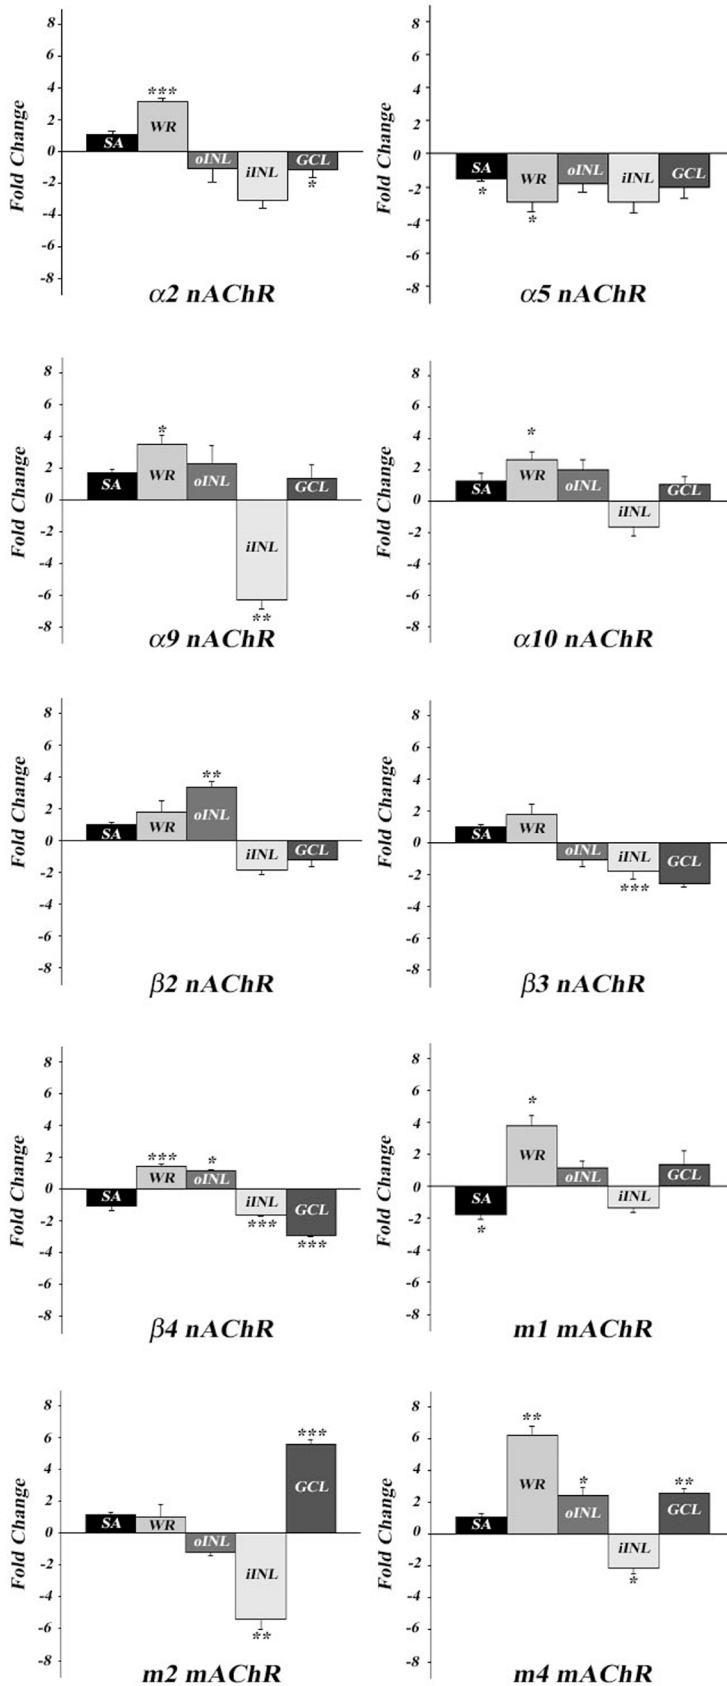 Fold Change
8
6
4
2
0
-2
-4
-6
-8
SA
***
WR
oINL
iINL
GCL
*
α2 nAChR
Fold Change
8
6
4
2
0
-2
-4
-6
-8
SA
*
WR
*
oINL
iINL
GCL
α5 nAChR
Fold Change
8
6
4
2
0
-2
-4
-6
-8
SA
*
WR
oINL
iINL
**
GCL
α9 nAChR
Fold Change
8
6
4
2
0
-2
-4
-6
-8
SA
*
WR
oINL
iINL
GCL
α10 nAChR
Fold Change
8
6
4
2
0
-2
-4
-6
-8
SA
WR
**
oINL
iINL
GCL
β2 nAChR
Fold Change
8
6
4
2
0
-2
-4
-6
-8
SA
WR
oINL
iINL
***
GCL
β3 nAChR
Fold Change
8
6
4
2
0
-2
-4
-6
-8
SA
***
WR
*
oINL
iINL
***
GCL
***
β4 nAChR
Fold Change
8
6
4
2
0
-2
-4
-6
-8
SA
*
*
WR
oINL
iINL
GCL
m1 mAChR
Fold Change
8
6
4
2
0
-2
-4
-6
-8
SA
WR
oINL
iINL
**
***
GCL
m2 mAChR
Fold Change
8
6
4
2
0
-2
-4
-6
-8
SA
**
WR
*
oINL
iINL
*
**
GCL
m4 mAChR